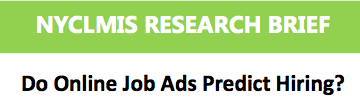 NYCLMIS RESEARCH BRIEF
Do Online Job Ads Predict Hiring?